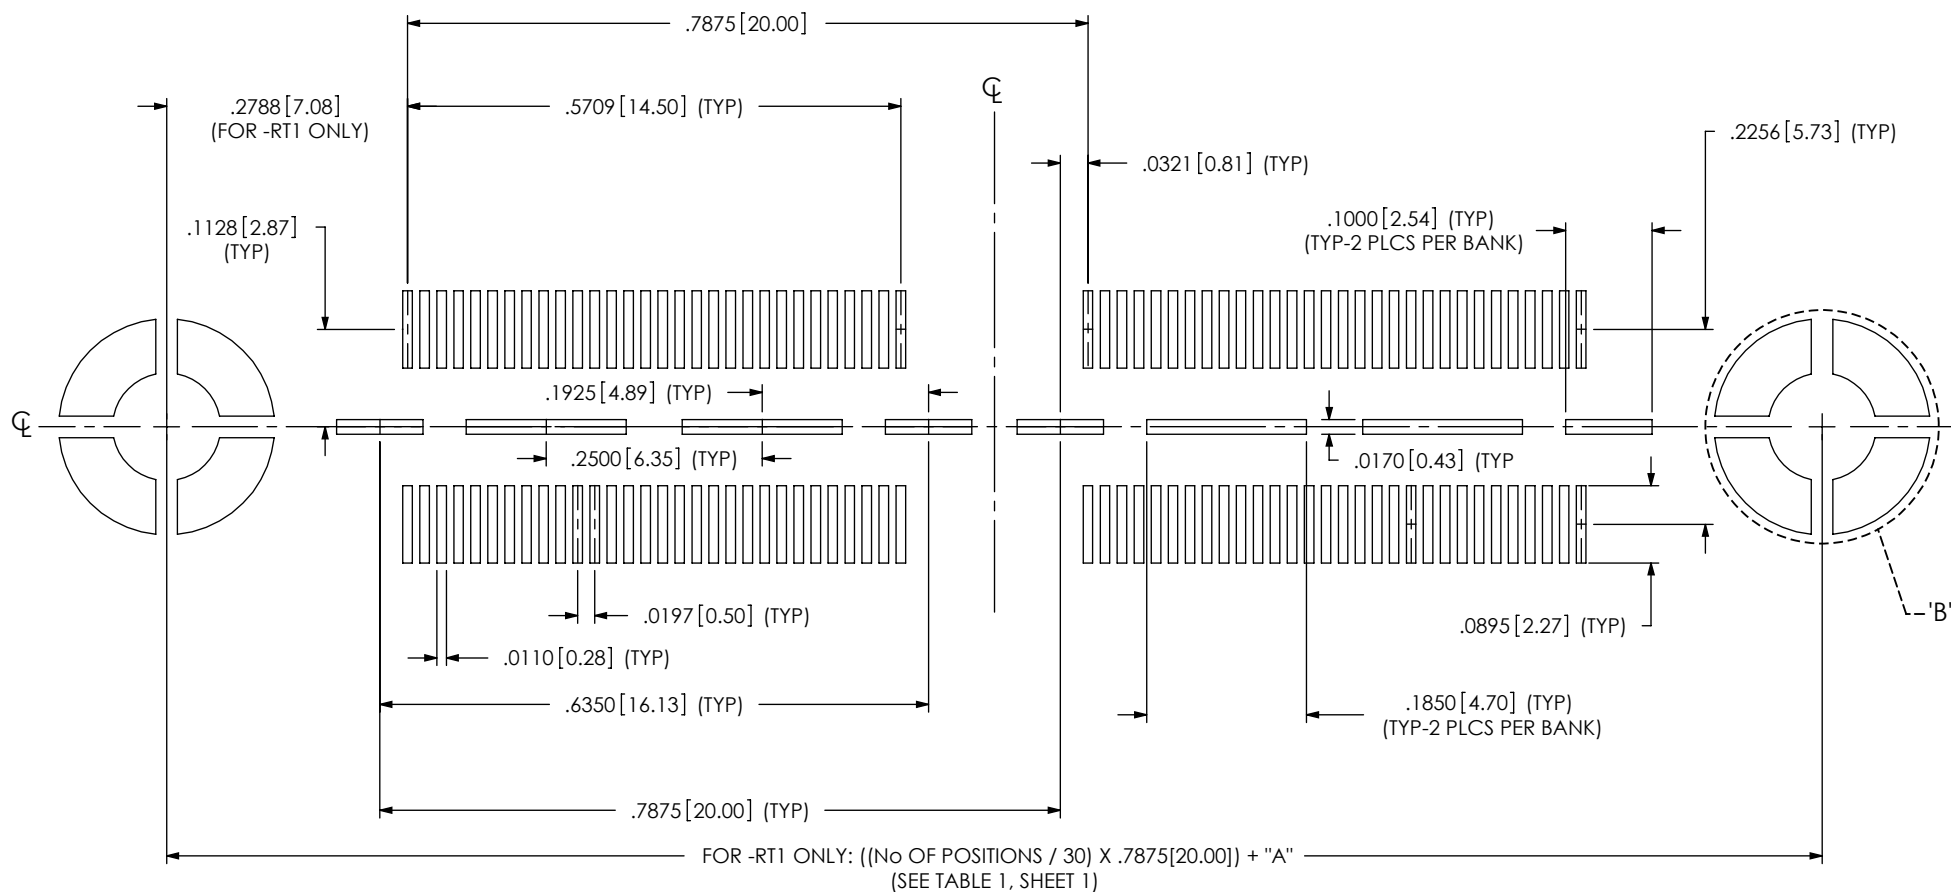 .7875[20.00]
℄
.2788[7.08]
(FOR -RT1 ONLY)
.5709[14.50] (TYP)
.2256[5.73] (TYP)
.0321[0.81] (TYP)
.1128[2.87]
(TYP)
.1000[2.54] (TYP)
(TYP-2 PLCS PER BANK)
.1925[4.89] (TYP)
℄
.2500[6.35] (TYP)
.0170[0.43] (TYP
.0197[0.50] (TYP)
.0895[2.27] (TYP)
'B'
.0110[0.28] (TYP)
.6350[16.13] (TYP)
.1850[4.70] (TYP)
(TYP-2 PLCS PER BANK)
.7875[20.00] (TYP)
FOR -RT1 ONLY: ((No OF POSITIONS / 30) X .7875[20.00]) + "A"
(SEE TABLE 1, SHEET 1)